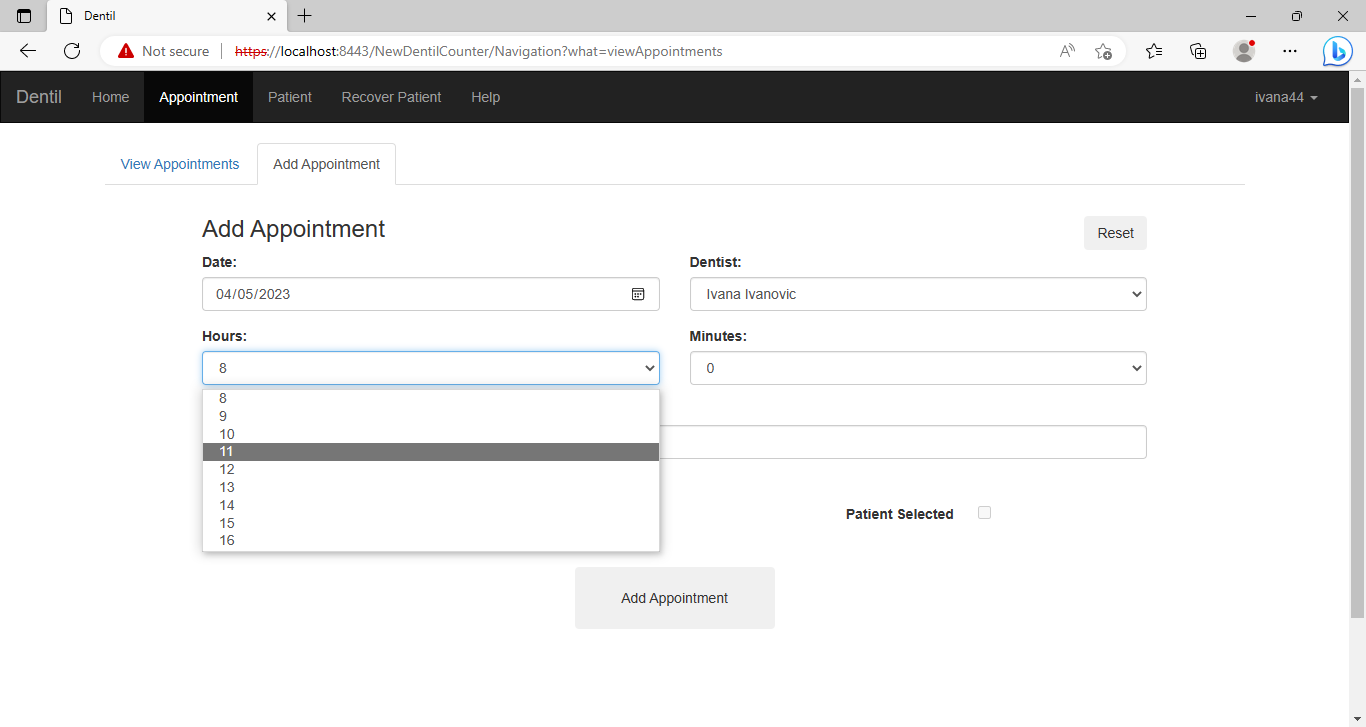 Dentil
Not secure https://localhost:8443/NewDentilCounter/Navigation?what=viewAppointments
Dentil Home Appointment Patient Recover Patient Help ivana44
View Appointments Add Appointment
Add Appointment Reset
Date: Dentist:
04/05/2023 Ivana Ivanovic
Hours: Minutes:
8 0
8
9
10
11
12
13
14
15
16
Patient Selected
Add Appointment